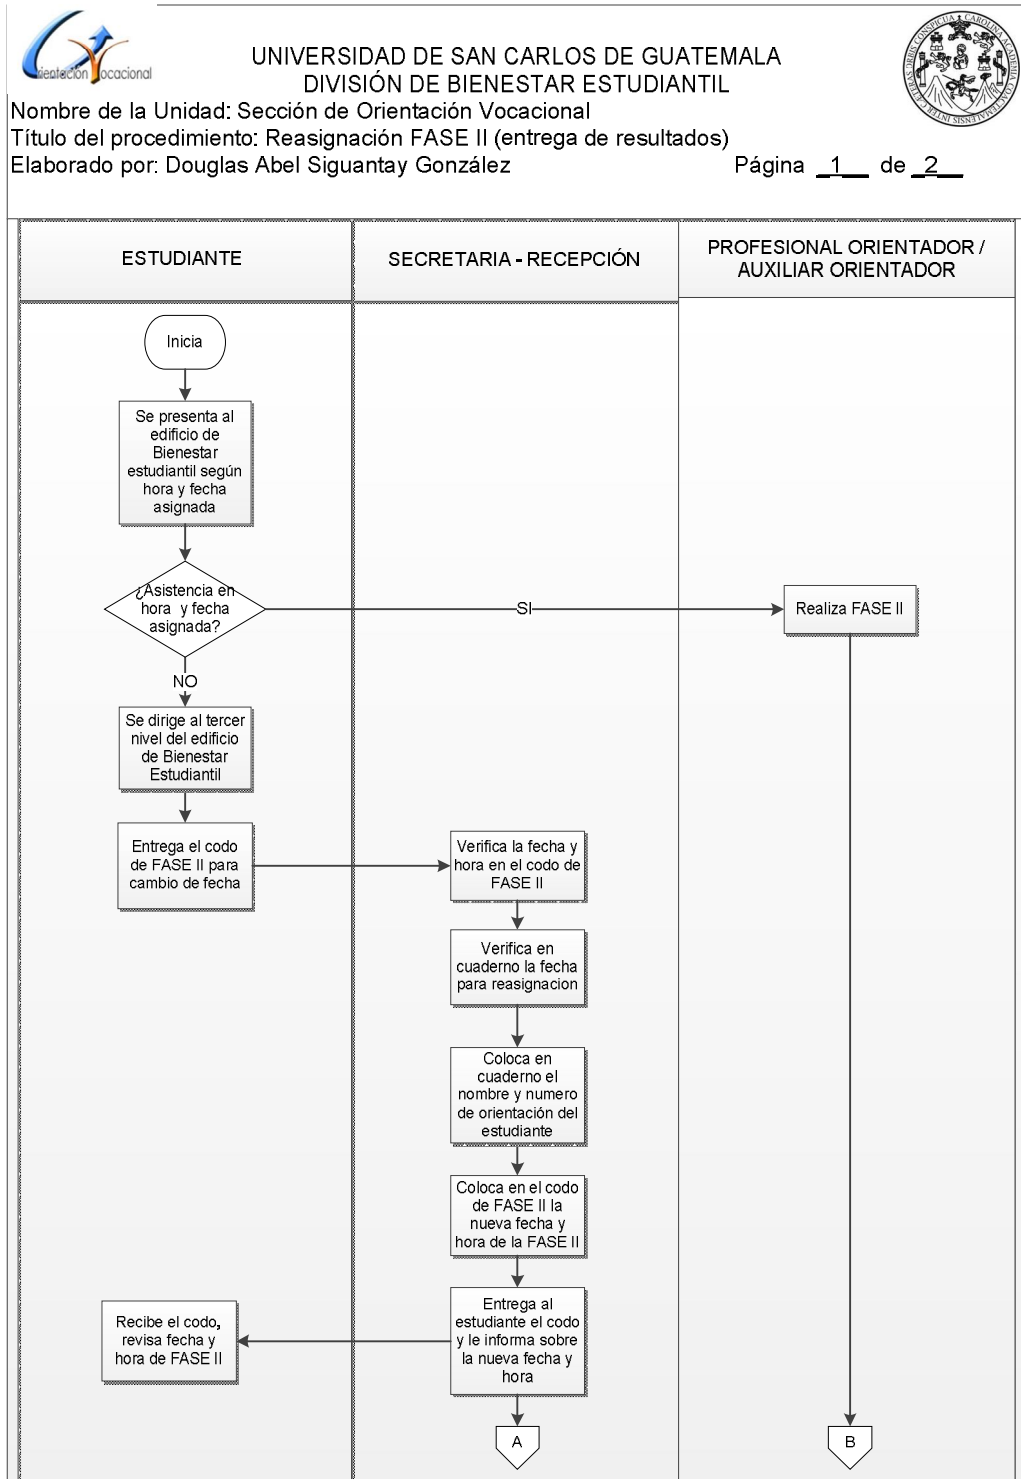 Orientación Vocacional
UNIVERSIDAD DE SAN CARLOS DE GUATEMALA
DIVISIÓN DE BIENESTAR ESTUDIANTIL
Nombre de la Unidad: Sección de Orientación Vocacional
Título del procedimiento: Reasignación FASE II (entrega de resultados)
Elaborado por: Douglas Abel Siguantay González
Página _1__ de _2__
ESTUDIANTE
SECRETARIA - RECEPCIÓN
PROFESIONAL ORIENTADOR /
AUXILIAR ORIENTADOR
Inicia
Se presenta al
edificio de
Bienestar
estudiantil según
hora y fecha
asignada
¿Asistencia en
hora y fecha
asignada?
SI
Realiza FASE II
NO
Se dirige al tercer
nivel del edificio
de Bienestar
Estudiantil
Entrega el codo
de FASE II para
cambio de fecha
Verifica la fecha y
hora en el codo de
FASE II
Verifica en
cuaderno la fecha
para reasignacion
Coloca en
cuaderno el
nombre y numero
de orientación del
estudiante
Coloca en el codo
de FASE II la
nueva fecha y
hora de la FASE II
Entrega al
estudiante el codo
y le informa sobre
la nueva fecha y
hora
Recibe el codo,
revisa fecha y
hora de FASE II
A
B